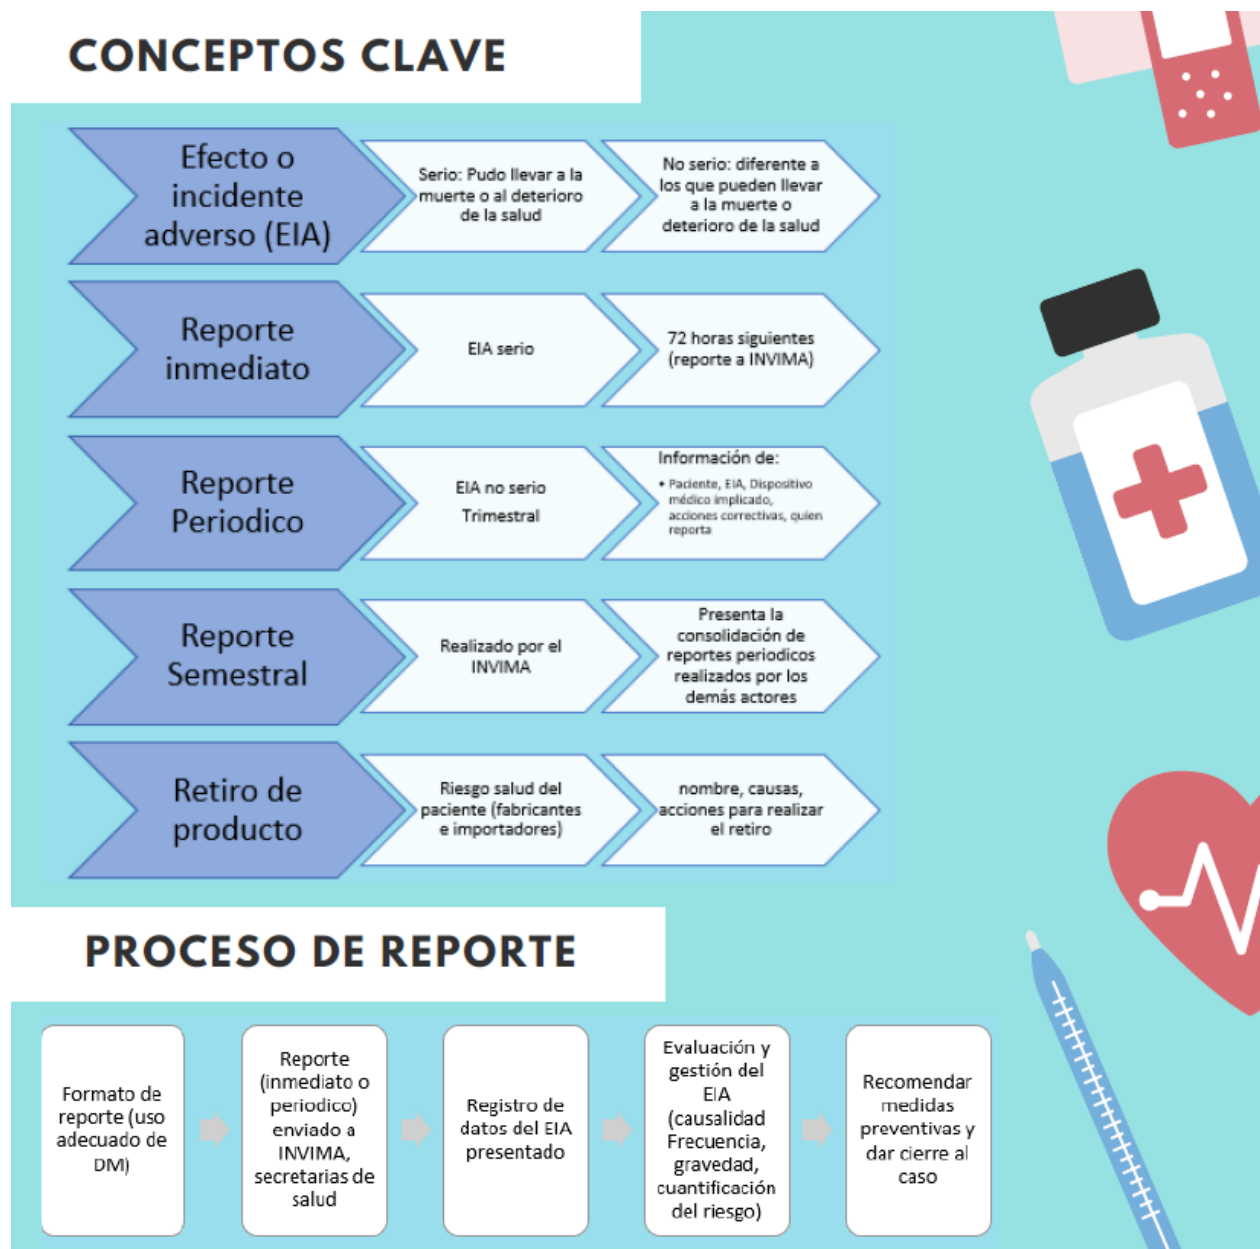 CONCEPTOS CLAVE
Efecto o
incidente
adverso (EIA)
Serio: Pudo llevar a la
muerte o al deterioro
de la salud
No serio: diferente a
los que pueden llevar
a la muerte o
deterioro de la salud
Reporte
inmediato
EIA serio
72 horas siguientes
(reporte a INVIMA)
Reporte
Periodico
EIA no serio
Trimestral
Información de:
• Paciente, EIA, Dispositivo
médico implicado,
acciones correctivas, quien
reporta
Reporte
Semestral
Realizado por el
INVIMA
Presenta la
consolidación de
reportes periodicos
realizados por los
demás actores
Retiro de
producto
Riesgo salud del
paciente (fabricantes
e importadores)
nombre, causas,
acciones para realizar
el retiro
PROCESO DE REPORTE
Formato de
reporte (uso
adecuado de
DM)
Reporte
(inmediato o
periodico)
enviado a
INVIMA,
secretarias de
salud
Registro de
datos del EIA
presentado
Evaluación y
gestión del
EIA
(causalidad
Frecuencia,
gravedad,
cuantificación
del riesgo)
Recomendar
medidas
preventivas y
dar cierre al
caso